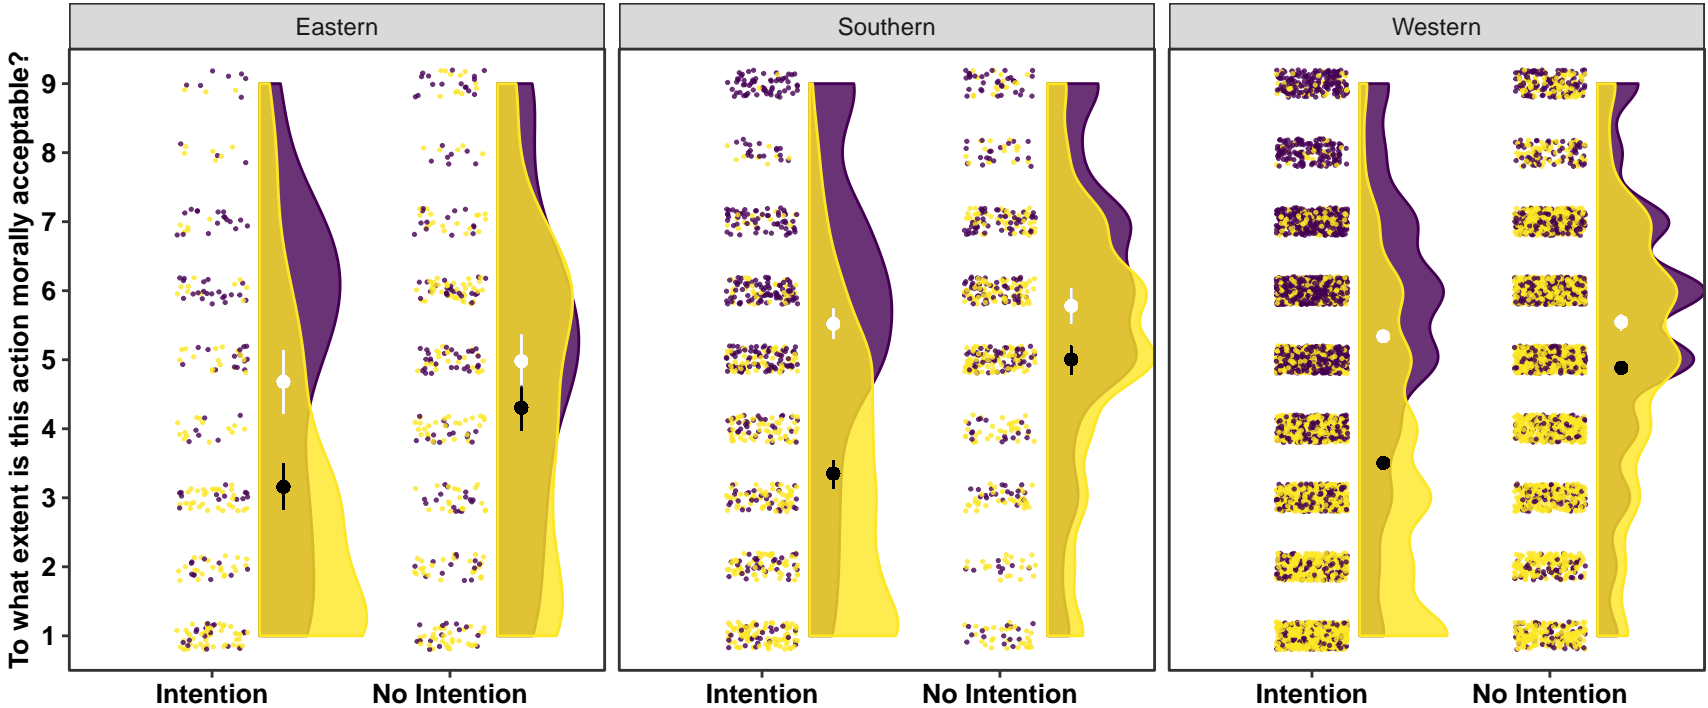 Eastern
Southern
Western
To what extent is this action morally acceptable?
9
8
7
6
5
4
3
2
1
Intention
No Intention
Intention
No Intention
Intention
No Intention